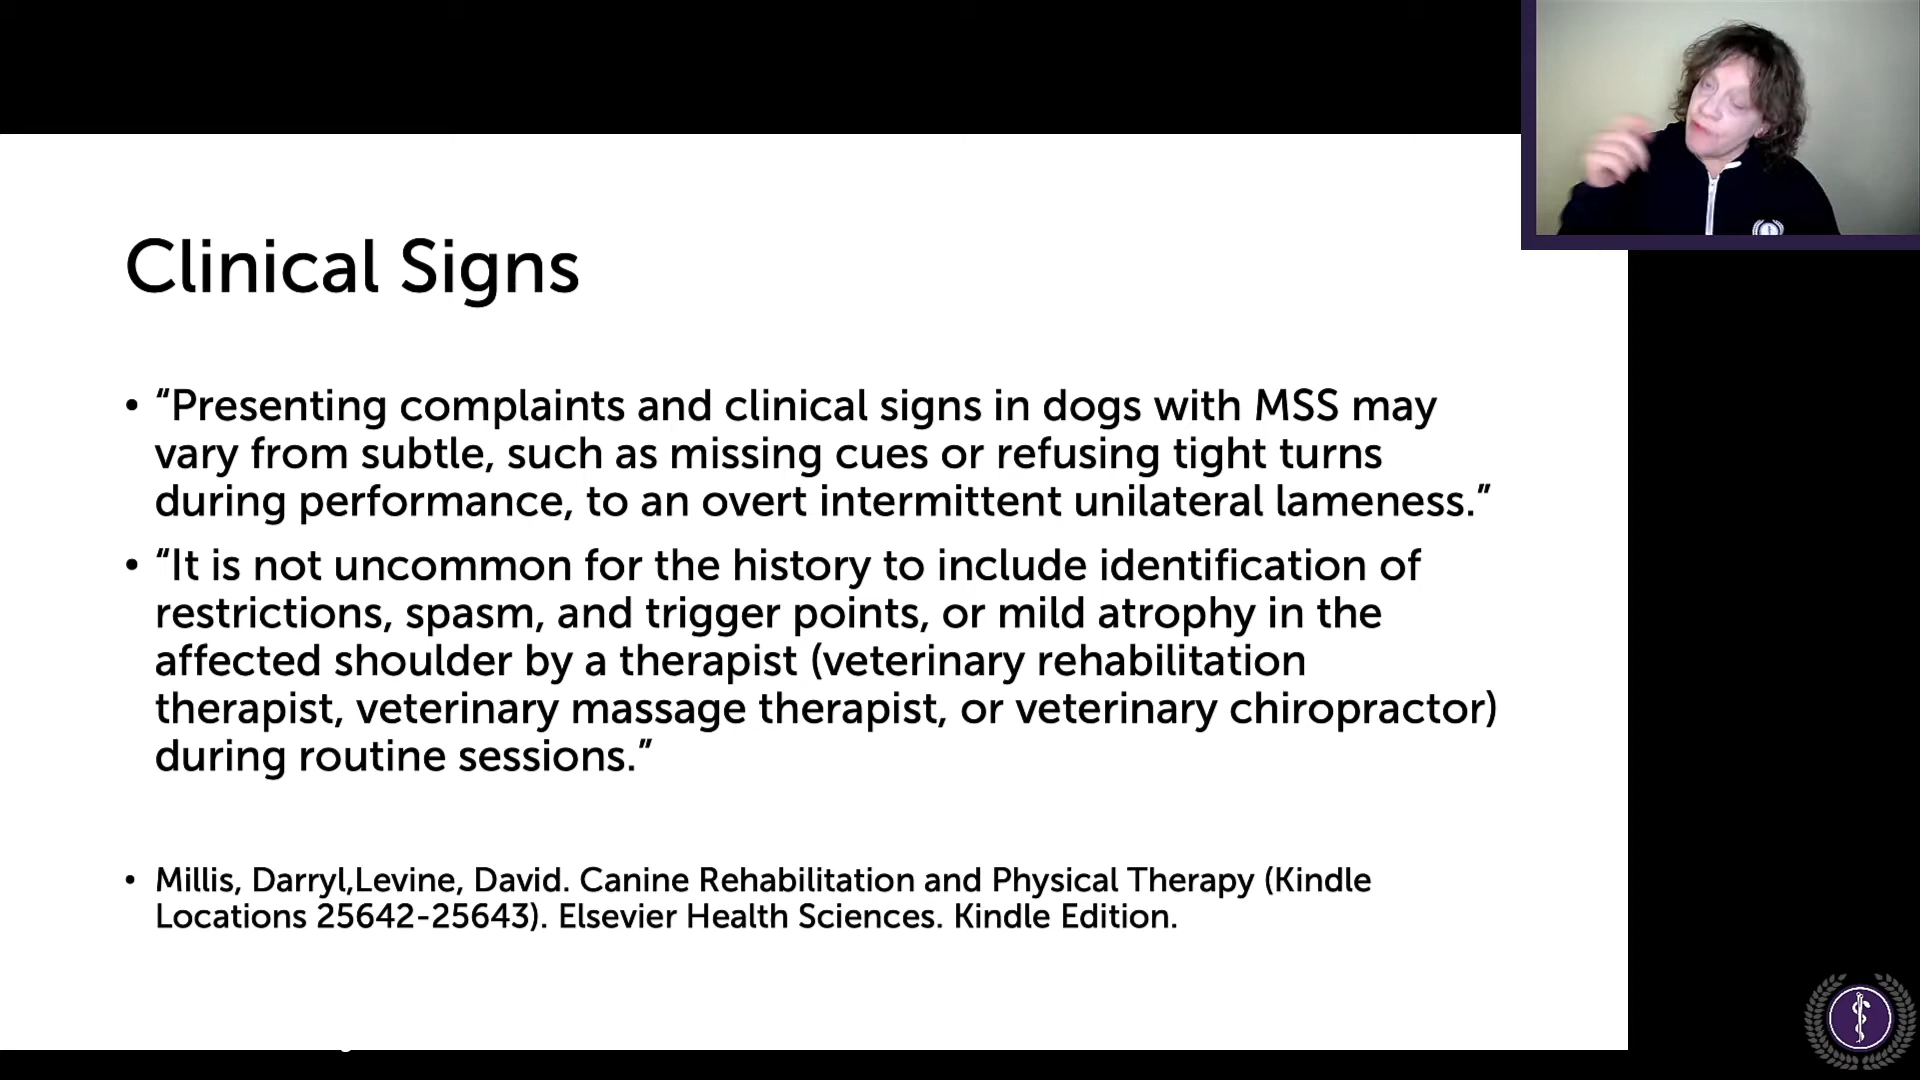 Clinical Signs
• “Presenting complaints and clinical signs in dogs with MSS may
vary from subtle, such as missing cues or refusing tight turns
during performance, to an overt intermittent unilateral lameness.”
• “It is not uncommon for the history to include identification of
restrictions, spasm, and trigger points, or mild atrophy in the
affected shoulder by a therapist (veterinary rehabilitation
therapist, veterinary massage therapist, or veterinary chiropractor)
during routine sessions.”
• Millis, Darryl,Levine, David. Canine Rehabilitation and Physical Therapy (Kindle
Locations 25642-25643). Elsevier Health Sciences. Kindle Edition.